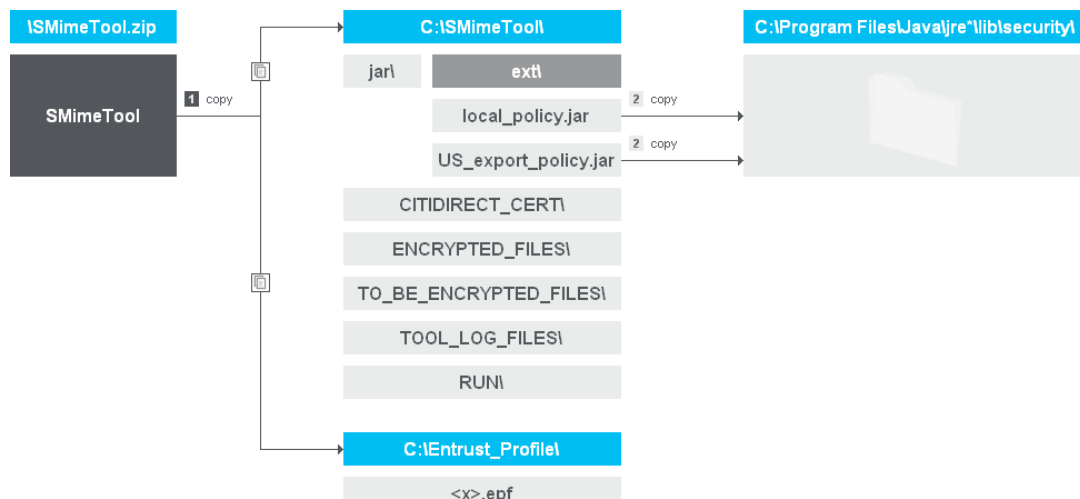 \SMimeTool.zip
C:\SMimeTool\
C:\Program Files\Java\jre*\lib\security\
SMimeTool
1 copy
jar\
ext\
local_policy.jar
2 copy
US_export_policy.jar
2 copy
CITIDIRECT_CERT\
ENCRYPTED_FILES\
TO_BE_ENCRYPTED_FILES\
TOOL_LOG_FILES\
RUN\
C:\Entrust_Profile\
<x>.epf